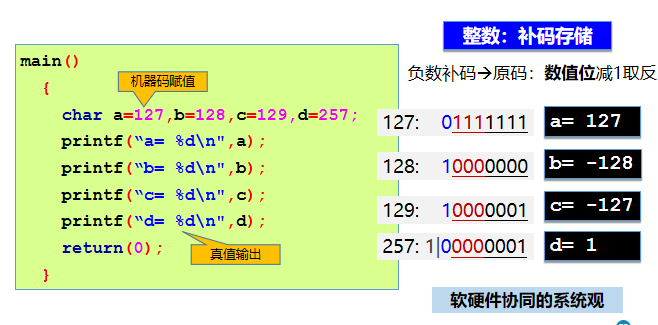 整数：补码存储
main()
机器码赋值
{
char a=127,b=128,c=129,d=257;
printf(“a= %d\n",a);
printf(“b= %d\n",b);
printf(“c= %d\n",c);
printf(“d= %d\n",d);
return(0);
真值输出
}
负数补码→原码：数值位减1取反
127: 01111111 a= 127
128: 10000000 b= -128
129: 10000001 c= -127
257: 1|00000001 d= 1
软硬件协同的系统观